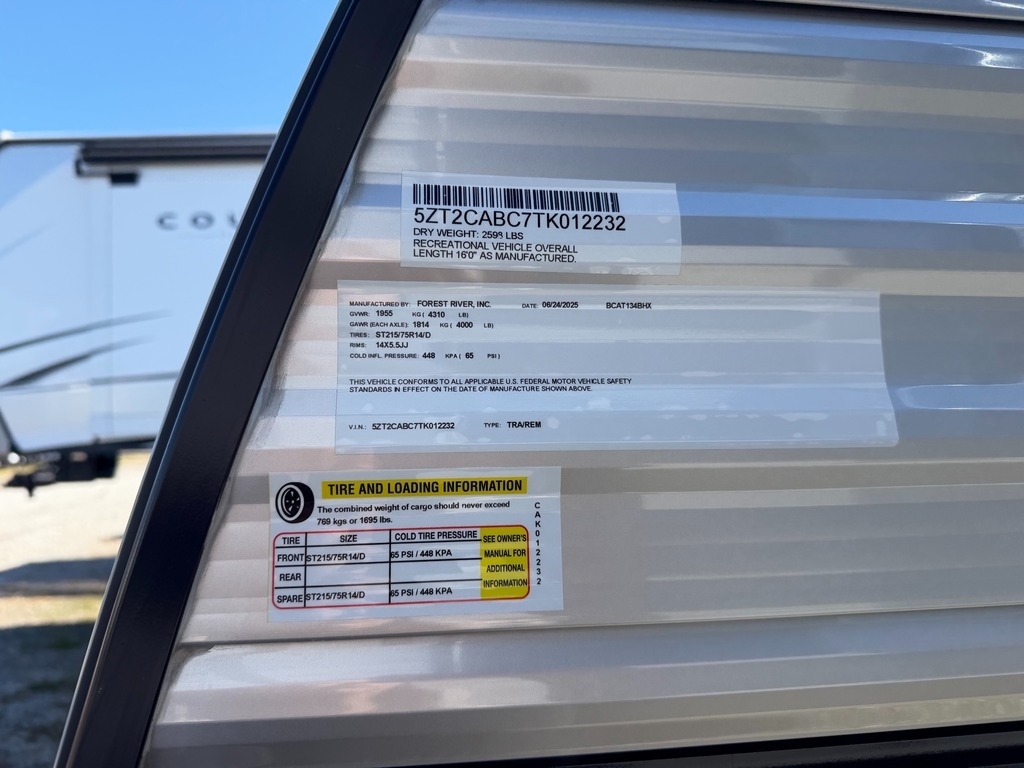 COU
5ZT2CABC7TK012232
DRY WEIGHT: 2598 LBS
RECREATIONAL VEHICLE OVERALL
LENGTH 16'0" AS MANUFACTURED.
MANUFACTURED BY: FOREST RIVER, INC. DATE: 06/24/2025 BCAT134BHX
GVWR: 1955 KG ( 4310 LB)
GAWR (EACH AXLE): 1814 KG ( 4000 LB)
TIRES: ST215/75R14/D
RIMS: 14X5.5JJ
COLD INFL. PRESSURE: 448 KPA ( 65 PSI )
THIS VEHICLE CONFORMS TO ALL APPLICABLE U.S. FEDERAL MOTOR VEHICLE SAFETY
STANDARDS IN EFFECT ON THE DATE OF MANUFACTURE SHOWN ABOVE.
V.I.N.: 5ZT2CABC7TK012232 TYPE: TRA/REM
TIRE AND LOADING INFORMATION
The combined weight of cargo should never exceed
769 kgs or 1695 lbs.
TIRE SIZE COLD TIRE PRESSURE
FRONT ST215/75R14/D 65 PSI / 448 KPA
REAR
SPARE ST215/75R14/D 65 PSI / 448 KPA
SEE OWNER'S
MANUAL FOR
ADDITIONAL
INFORMATION
CAK012232